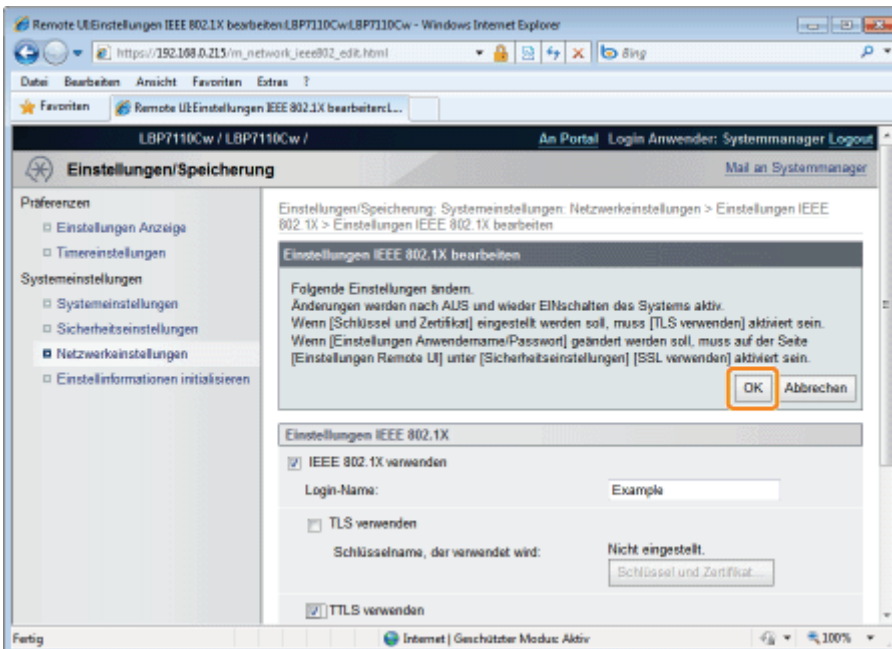 Remote UI:Einstellungen IEEE 802.1X bearbeiten:LBP7110Cw:LBP7110Cw - Windows Internet Explorer
https://192.168.0.215/m_network_ieee802_edit.html
Bing
Datei Bearbeiten Ansicht Favoriten Extras ?
Favoriten
Remote UI:Einstellungen IEEE 802.1X bearbeiten:L...
LBP7110Cw / LBP7110Cw /
An Portal Login Anwender: Systemmanager Logout
Einstellungen/Speicherung
Mail an Systemmanager
Präferenzen
Einstellungen Anzeige
Timereinstellungen
Systemeinstellungen
Systemeinstellungen
Sicherheitseinstellungen
Netzwerkeinstellungen
Einstellinformationen initialisieren
Einstellungen/Speicherung: Systemeinstellungen: Netzwerkeinstellungen > Einstellungen IEEE
802.1X > Einstellungen IEEE 802.1X bearbeiten
Einstellungen IEEE 802.1X bearbeiten
Folgende Einstellungen ändern.
Änderungen werden nach AUS und wieder EINschalten des Systems aktiv.
Wenn [Schlüssel und Zertifikat] eingestellt werden soll, muss [TLS verwenden] aktiviert sein.
Wenn [Einstellungen Anwendername/Passwort] geändert werden soll, muss auf der Seite
[Einstellungen Remote UI] unter [Sicherheitseinstellungen] [SSL verwenden] aktiviert sein.
OK
Abbrechen
Einstellungen IEEE 802.1X
IEEE 802.1X verwenden
Login-Name:
Example
TLS verwenden
Schlüsselname, der verwendet wird:
Nicht eingestellt.
Schlüssel und Zertifikat...
TTLS verwenden
Fertig
Internet | Geschützter Modus: Aktiv
100%